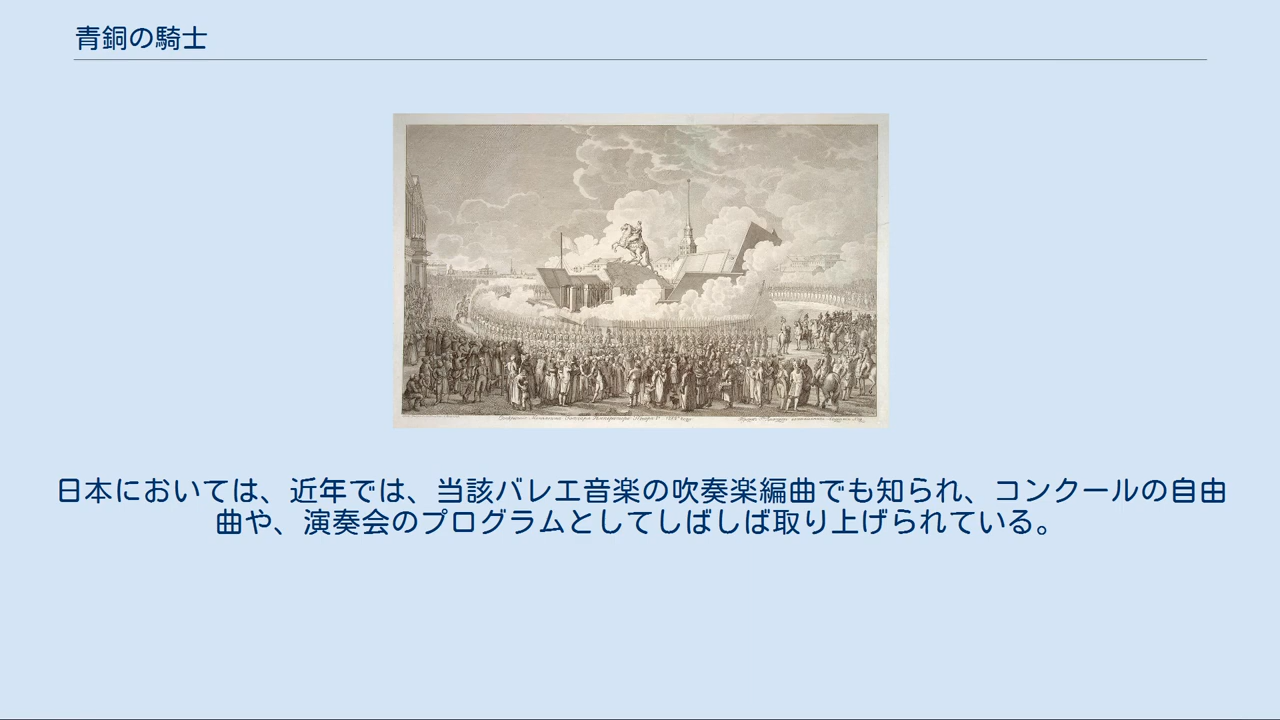 青銅の騎士
日本においては、近年では、当該バレエ音楽の吹奏楽編曲でも知られ、コンクールの自由
曲や、演奏会のプログラムとしてしばしば取り上げられている。